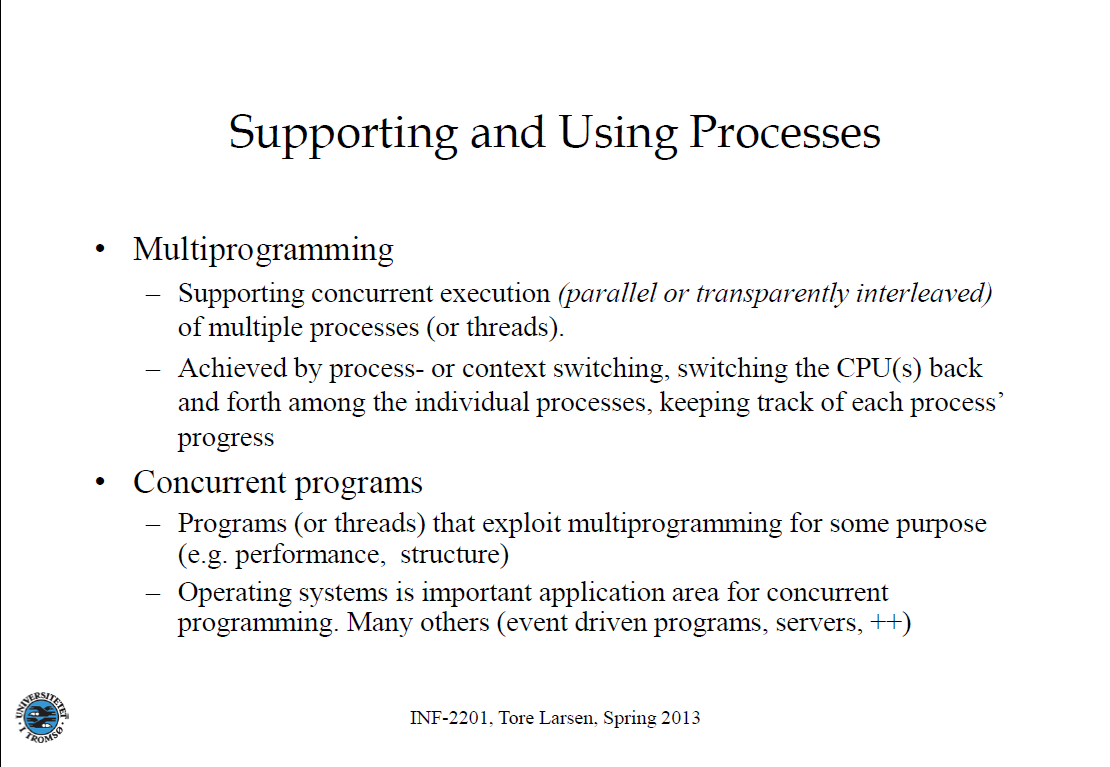 Supporting and Using Processes
• Multiprogramming
– Supporting concurrent execution (parallel or transparently interleaved)
of multiple processes (or threads).
– Achieved by process- or context switching, switching the CPU(s) back
and forth among the individual processes, keeping track of each process’
progress
• Concurrent programs
– Programs (or threads) that exploit multiprogramming for some purpose
(e.g. performance,  structure)
– Operating systems is important application area for concurrent
programming. Many others (event driven programs, servers, ++)
UNIVERSITETET I TROMSØ
INF-2201, Tore Larsen, Spring 2013